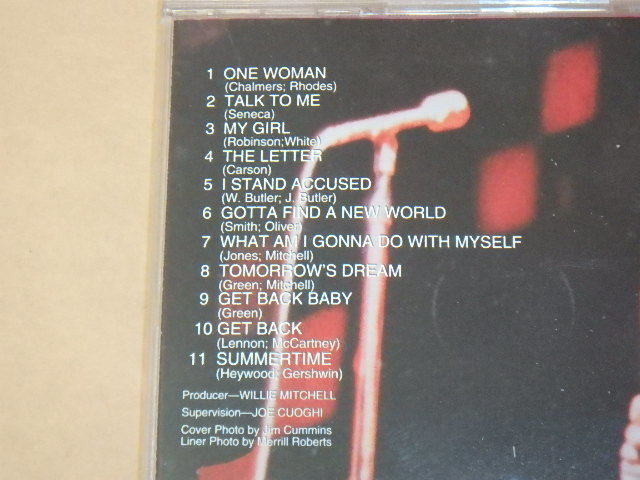 1 ONE WOMAN
(Chalmers; Rhodes)
2 TALK TO ME
(Seneca)
3 MY GIRL
(Robinson;White)
4 THE LETTER
(Carson)
5 I STAND ACCUSED
(W. Butler; J. Butler)
6 GOTTA FIND A NEW WORLD
(Smith; Oliver)
7 WHAT AM I GONNA DO WITH MYSELF
(Jones; Mitchell)
8 TOMORROW'S DREAM
(Green; Mitchell)
9 GET BACK BABY
(Green)
10 GET BACK
(Lennon; McCartney)
11 SUMMERTIME
(Heywood; Gershwin)
Producer—WILLIE MITCHELL
Supervision—JOE CUOGHI
Cover Photo by Jim Cummins
Liner Photo by Merrill Roberts